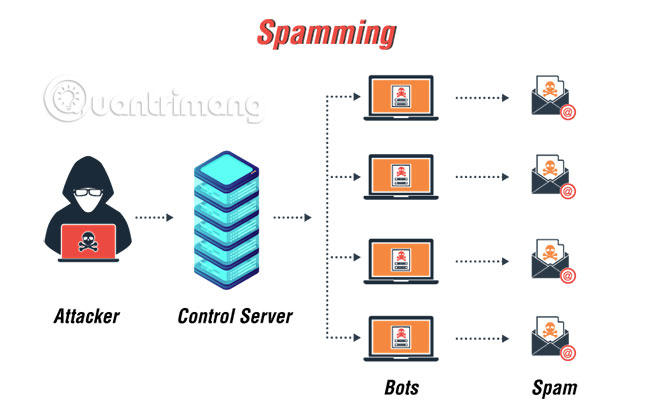 Spamming
Quantrimang
Attacker
Control Server
Bots
Spam
@
@
@
@